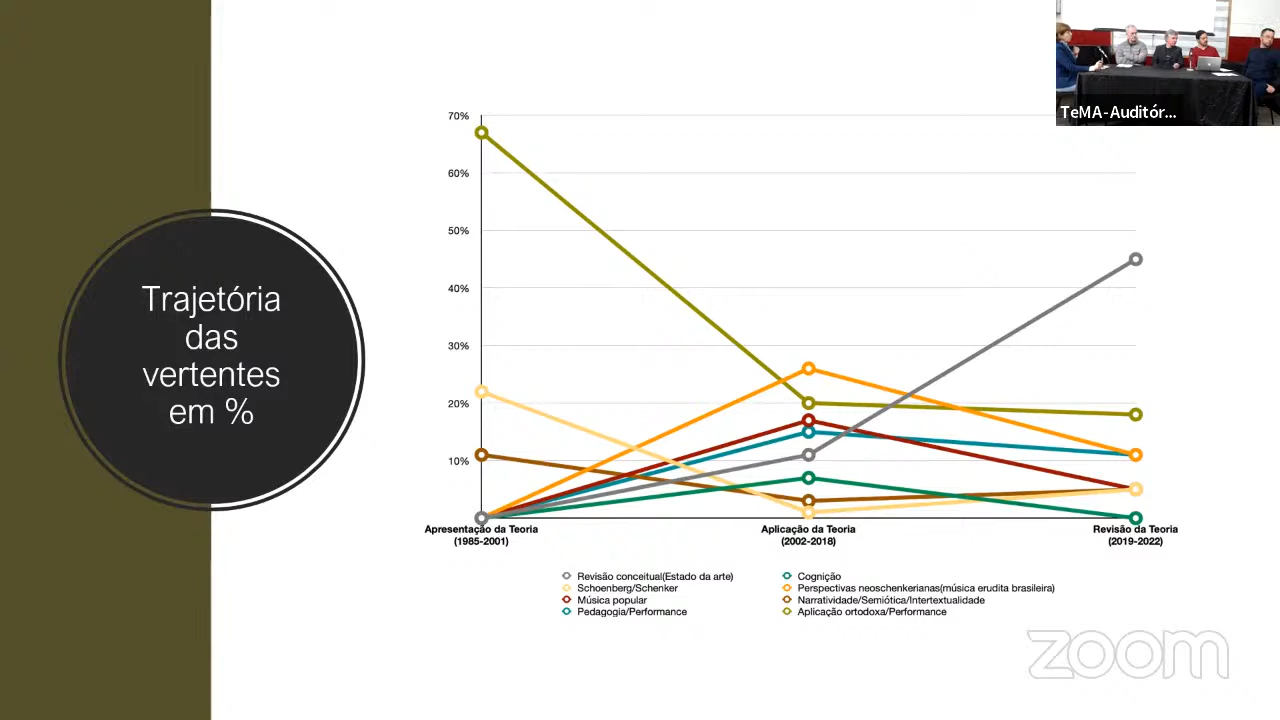 TeMA-Auditór...
Trajetória
das
vertentes
em %
70%
60%
50%
40%
30%
20%
10%
Apresentação da Teoria
(1985-2001)
Aplicação da Teoria
(2002-2018)
Revisão da Teoria
(2019-2022)
Revisão conceitual(Estado da arte)
Schoenberg/Schenker
Música popular
Pedagogia/Performance
Cognição
Perspectivas neoschenkerianas(música erudita brasileira)
Narratividade/Semiótica/Intertextualidade
Aplicação ortodoxa/Performance
zoom